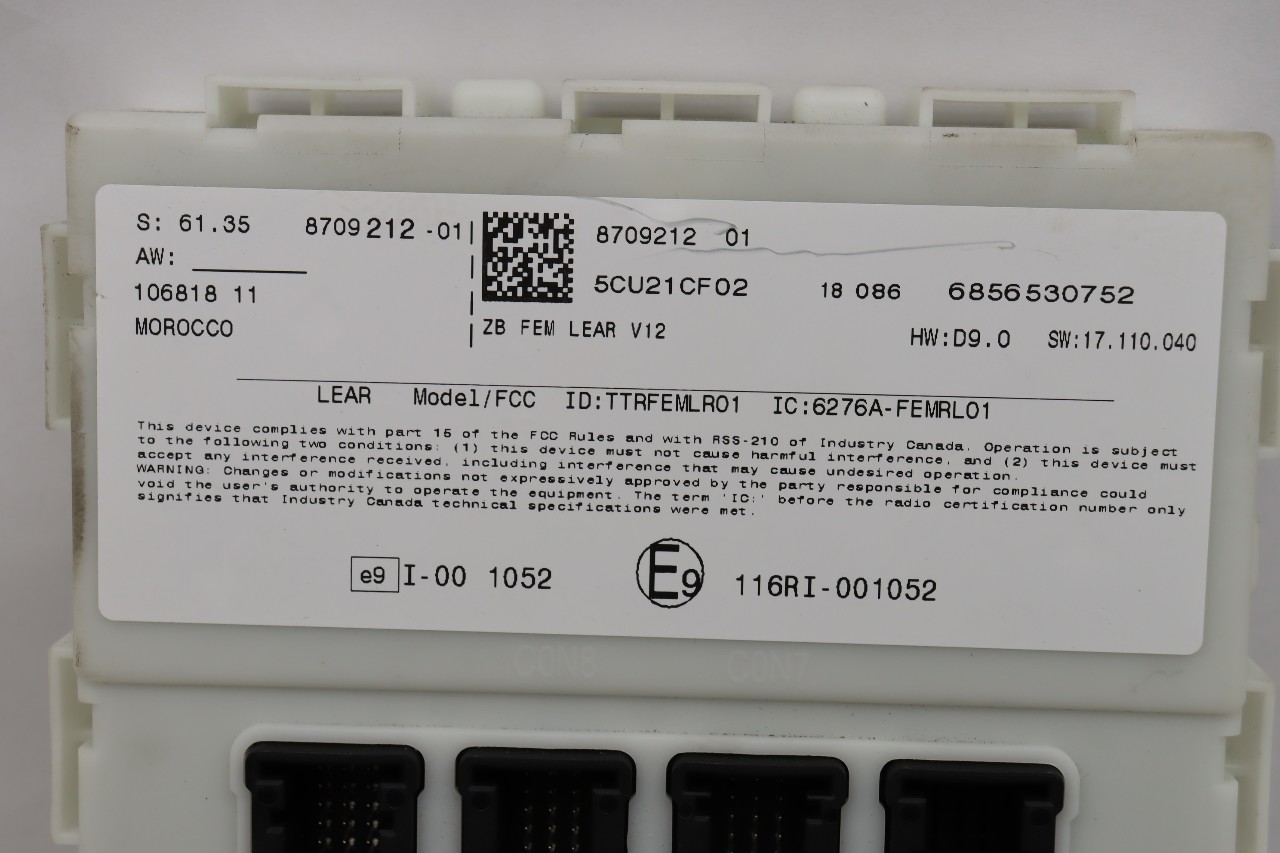 S: 61.35 8709212 -01
AW:
106818 11
MOROCCO
8709212 01
5CU21CF02 18 086 6856530752
ZB FEM LEAR V12 HW:D9.0 SW:17.110.040
LEAR Model/FCC ID:TTRFEMLR01 IC:6276A-FEMRL01
This device complies with part 15 of the FCC Rules and with RSS-210 of Industry Canada. Operation is subject
to the following two conditions: (1) this device must not cause harmful interference, and (2) this device must
accept any interference received, including interference that may cause undesired operation.
WARNING: Changes or modifications not expressively approved by the party responsible for compliance could
void the user's authority to operate the equipment. The term 'IC:' before the radio certification number only
signifies that Industry Canada technical specifications were met.
e9 I-00 1052 E9 116RI-001052
CON6 CON7